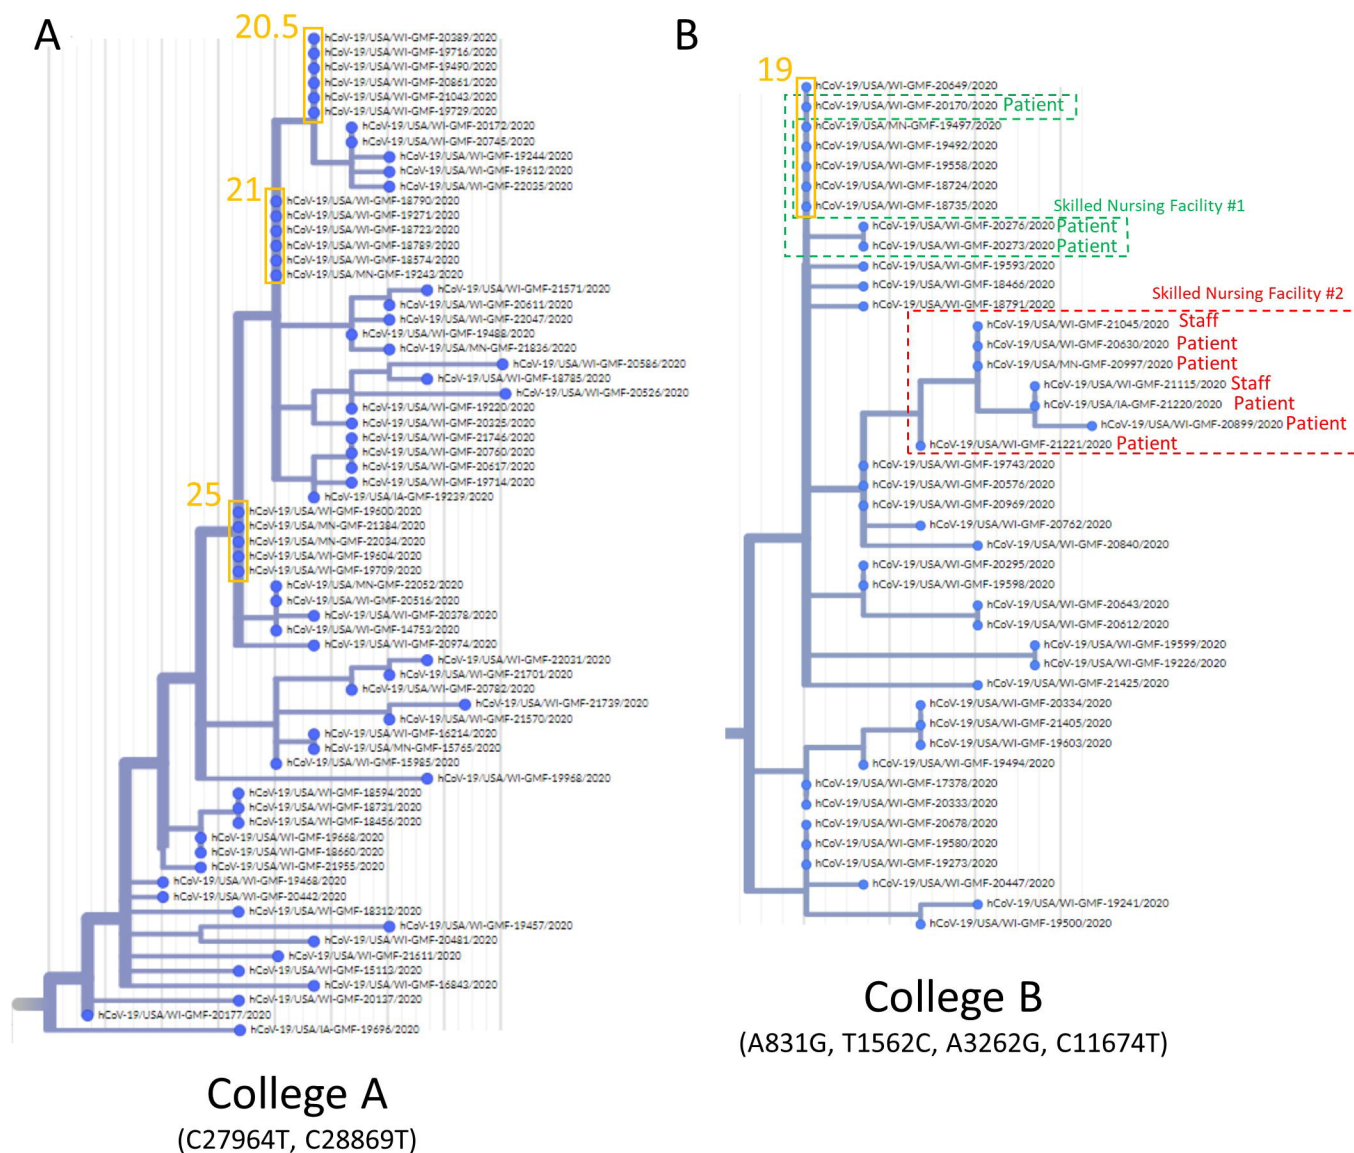 A
20.5
hCoV-19/USA/WI-GMF-20389/2020
hCoV-19/USA/WI-GMF-19716/2020
hCoV-19/USA/WI-GMF-19490/2020
hCoV-19/USA/WI-GMF-20861/2020
hCoV-19/USA/WI-GMF-21043/2020
hCoV-19/USA/WI-GMF-19729/2020
hCoV-19/USA/WI-GMF-20172/2020
hCoV-19/USA/WI-GMF-20745/2020
hCoV-19/USA/WI-GMF-19244/2020
hCoV-19/USA/WI-GMF-19612/2020
hCoV-19/USA/WI-GMF-22035/2020
21
hCoV-19/USA/WI-GMF-18790/2020
hCoV-19/USA/WI-GMF-19271/2020
hCoV-19/USA/WI-GMF-18723/2020
hCoV-19/USA/WI-GMF-18789/2020
hCoV-19/USA/WI-GMF-18574/2020
hCoV-19/USA/MN-GMF-19243/2020
hCoV-19/USA/WI-GMF-21571/2020
hCoV-19/USA/WI-GMF-20611/2020
hCoV-19/USA/WI-GMF-22047/2020
hCoV-19/USA/WI-GMF-19488/2020
hCoV-19/USA/MN-GMF-21836/2020
hCoV-19/USA/WI-GMF-20586/2020
hCoV-19/USA/WI-GMF-18785/2020
hCoV-19/USA/WI-GMF-20526/2020
hCoV-19/USA/WI-GMF-19220/2020
hCoV-19/USA/WI-GMF-20325/2020
hCoV-19/USA/WI-GMF-21746/2020
hCoV-19/USA/WI-GMF-20760/2020
hCoV-19/USA/WI-GMF-20617/2020
hCoV-19/USA/WI-GMF-19714/2020
hCoV-19/USA/IA-GMF-19239/2020
25
hCoV-19/USA/WI-GMF-19600/2020
hCoV-19/USA/MN-GMF-21384/2020
hCoV-19/USA/MN-GMF-22034/2020
hCoV-19/USA/WI-GMF-19604/2020
hCoV-19/USA/WI-GMF-19709/2020
hCoV-19/USA/MN-GMF-22052/2020
hCoV-19/USA/WI-GMF-20516/2020
hCoV-19/USA/WI-GMF-20378/2020
hCoV-19/USA/WI-GMF-14753/2020
hCoV-19/USA/WI-GMF-20974/2020
hCoV-19/USA/WI-GMF-22031/2020
hCoV-19/USA/WI-GMF-21701/2020
hCoV-19/USA/WI-GMF-20782/2020
hCoV-19/USA/WI-GMF-21739/2020
hCoV-19/USA/WI-GMF-21570/2020
hCoV-19/USA/WI-GMF-16214/2020
hCoV-19/USA/MN-GMF-15765/2020
hCoV-19/USA/WI-GMF-15985/2020
hCoV-19/USA/WI-GMF-19968/2020
hCoV-19/USA/WI-GMF-18594/2020
hCoV-19/USA/WI-GMF-18731/2020
hCoV-19/USA/WI-GMF-18456/2020
hCoV-19/USA/WI-GMF-19668/2020
hCoV-19/USA/WI-GMF-18660/2020
hCoV-19/USA/WI-GMF-21955/2020
hCoV-19/USA/WI-GMF-19468/2020
hCoV-19/USA/WI-GMF-20442/2020
hCoV-19/USA/WI-GMF-18312/2020
hCoV-19/USA/WI-GMF-19457/2020
hCoV-19/USA/WI-GMF-20481/2020
hCoV-19/USA/WI-GMF-21611/2020
hCoV-19/USA/WI-GMF-15113/2020
hCoV-19/USA/WI-GMF-16843/2020
hCoV-19/USA/WI-GMF-20137/2020
hCoV-19/USA/WI-GMF-20177/2020
hCoV-19/USA/IA-GMF-19696/2020
College A
(C27964T, C28869T)
B
19
hCoV-19/USA/WI-GMF-20649/2020
hCoV-19/USA/WI-GMF-20170/2020 Patient
hCoV-19/USA/MN-GMF-19497/2020
hCoV-19/USA/WI-GMF-19492/2020
hCoV-19/USA/WI-GMF-19558/2020
hCoV-19/USA/WI-GMF-18724/2020
hCoV-19/USA/WI-GMF-18735/2020
Skilled Nursing Facility #1
hCoV-19/USA/WI-GMF-20276/2020 Patient
hCoV-19/USA/WI-GMF-20273/2020 Patient
hCoV-19/USA/WI-GMF-19593/2020
hCoV-19/USA/WI-GMF-18466/2020
hCoV-19/USA/WI-GMF-18791/2020
Skilled Nursing Facility #2
hCoV-19/USA/WI-GMF-21045/2020 Staff
hCoV-19/USA/WI-GMF-20630/2020 Patient
hCoV-19/USA/MN-GMF-20997/2020 Patient
hCoV-19/USA/WI-GMF-21115/2020 Staff
hCoV-19/USA/IA-GMF-21220/2020 Patient
hCoV-19/USA/WI-GMF-20899/2020 Patient
hCoV-19/USA/WI-GMF-21221/2020 Patient
hCoV-19/USA/WI-GMF-19743/2020
hCoV-19/USA/WI-GMF-20576/2020
hCoV-19/USA/WI-GMF-20969/2020
hCoV-19/USA/WI-GMF-20762/2020
hCoV-19/USA/WI-GMF-20840/2020
hCoV-19/USA/WI-GMF-20295/2020
hCoV-19/USA/WI-GMF-19598/2020
hCoV-19/USA/WI-GMF-20643/2020
hCoV-19/USA/WI-GMF-20612/2020
hCoV-19/USA/WI-GMF-19599/2020
hCoV-19/USA/WI-GMF-19226/2020
hCoV-19/USA/WI-GMF-21425/2020
hCoV-19/USA/WI-GMF-20334/2020
hCoV-19/USA/WI-GMF-21405/2020
hCoV-19/USA/WI-GMF-19603/2020
hCoV-19/USA/WI-GMF-19494/2020
hCoV-19/USA/WI-GMF-17378/2020
hCoV-19/USA/WI-GMF-20333/2020
hCoV-19/USA/WI-GMF-20678/2020
hCoV-19/USA/WI-GMF-19580/2020
hCoV-19/USA/WI-GMF-19273/2020
hCoV-19/USA/WI-GMF-20447/2020
hCoV-19/USA/WI-GMF-19241/2020
hCoV-19/USA/WI-GMF-19500/2020
College B
(A831G, T1562C, A3262G, C11674T)